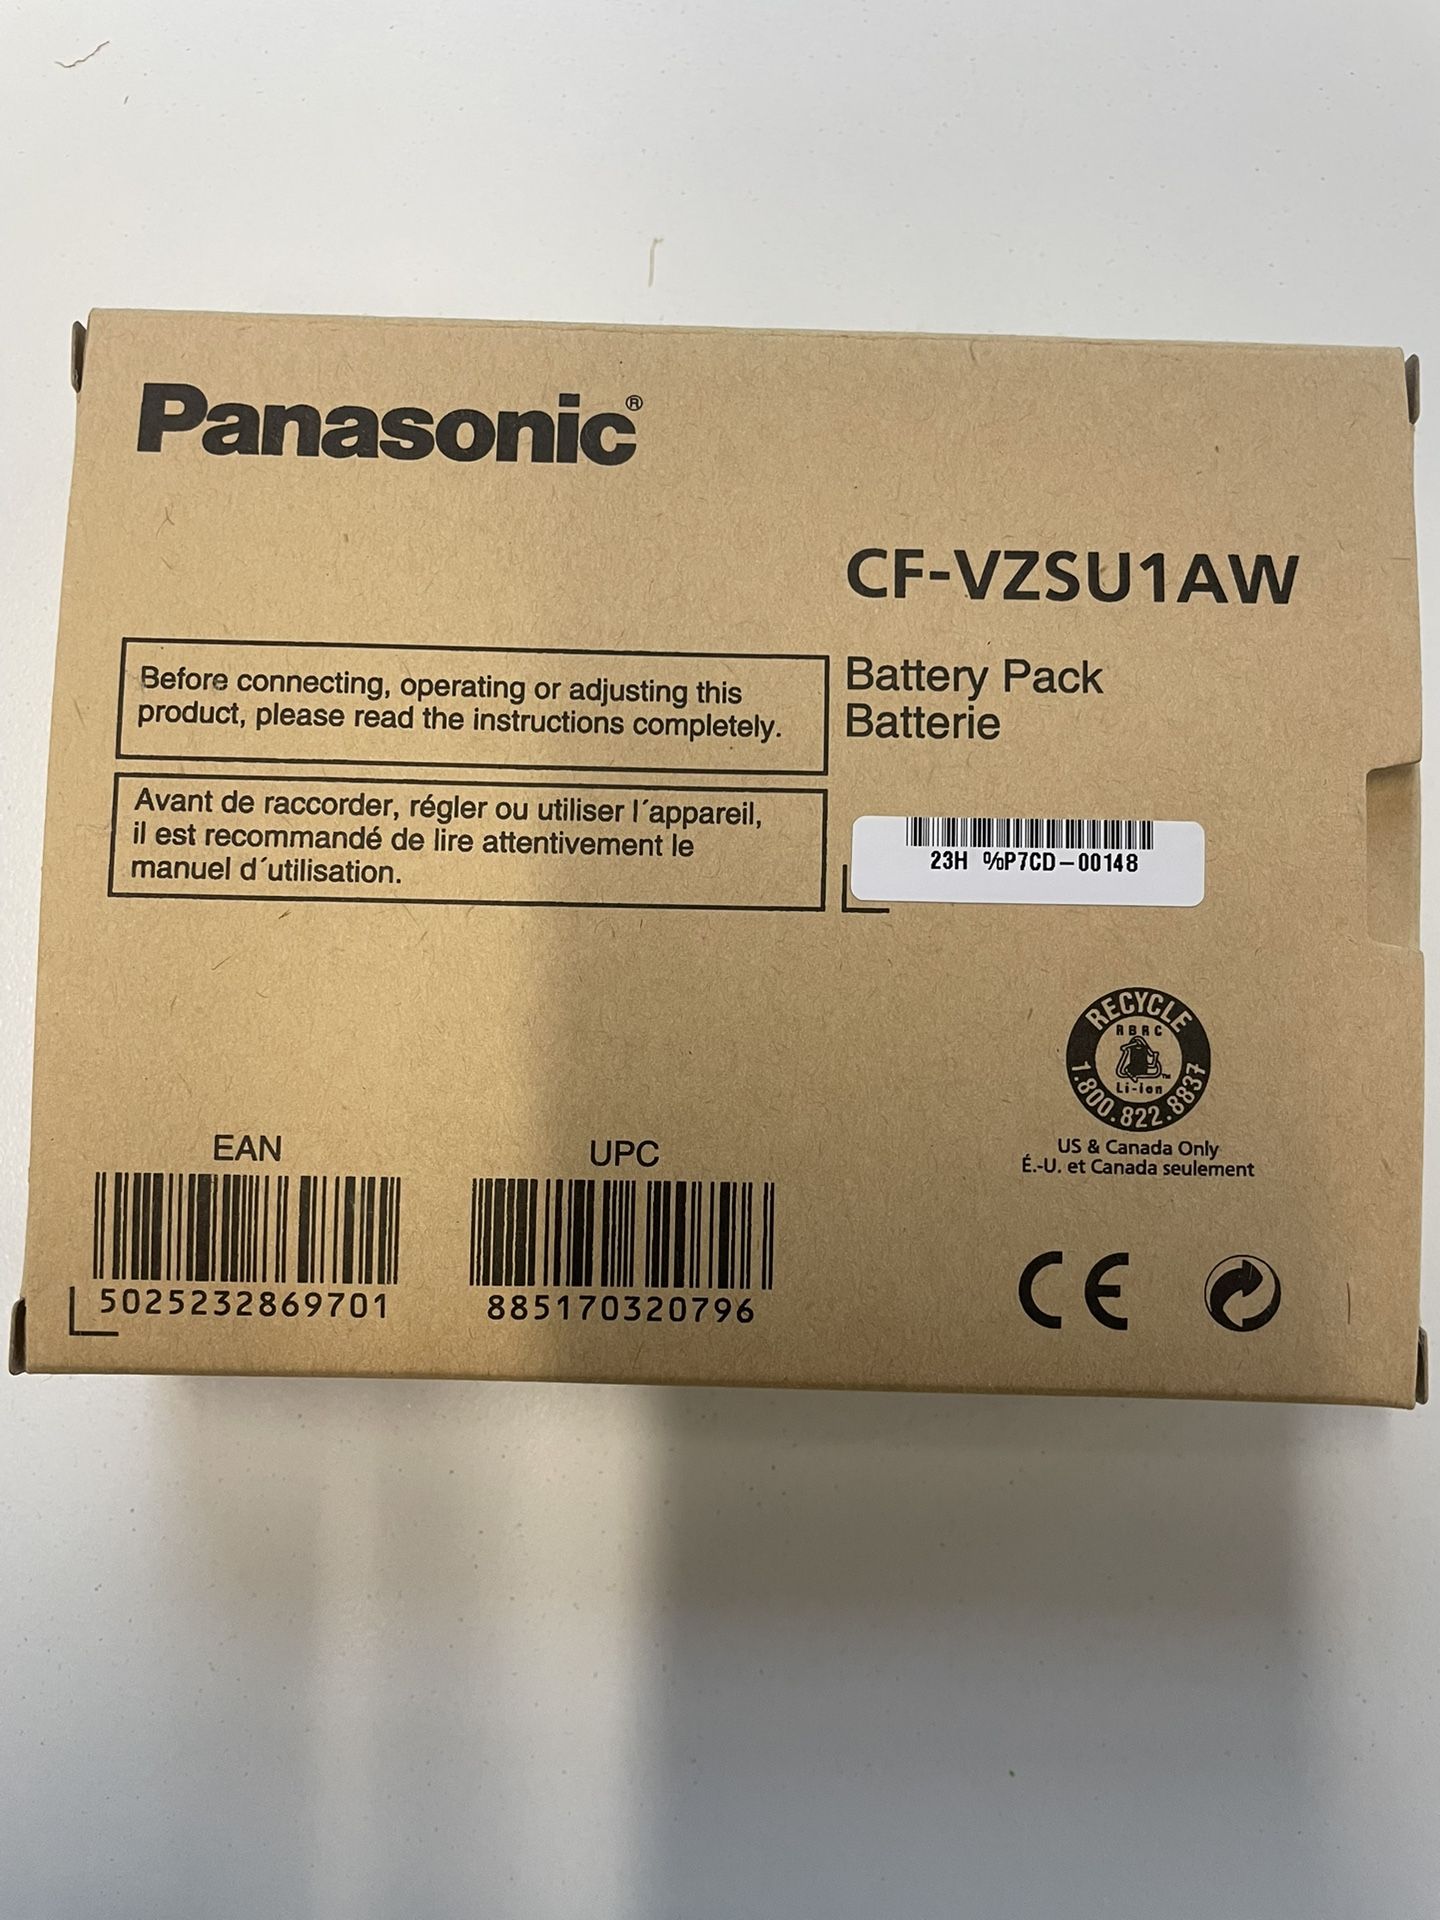 Panasonic®
CF-VZSU1AW
Before connecting, operating or adjusting this
product, please read the instructions completely.
Battery Pack
Batterie
Avant de raccorder, régler ou utiliser l´appareil,
il est recommandé de lire attentivement le
manuel d´utilisation.
23H %P7CD-00148
RECYCLE
RBRC
Li-ion
TM
1.800.822.8837
US & Canada Only
É.-U. et Canada seulement
EAN
5025232869701
UPC
885170320796
CE